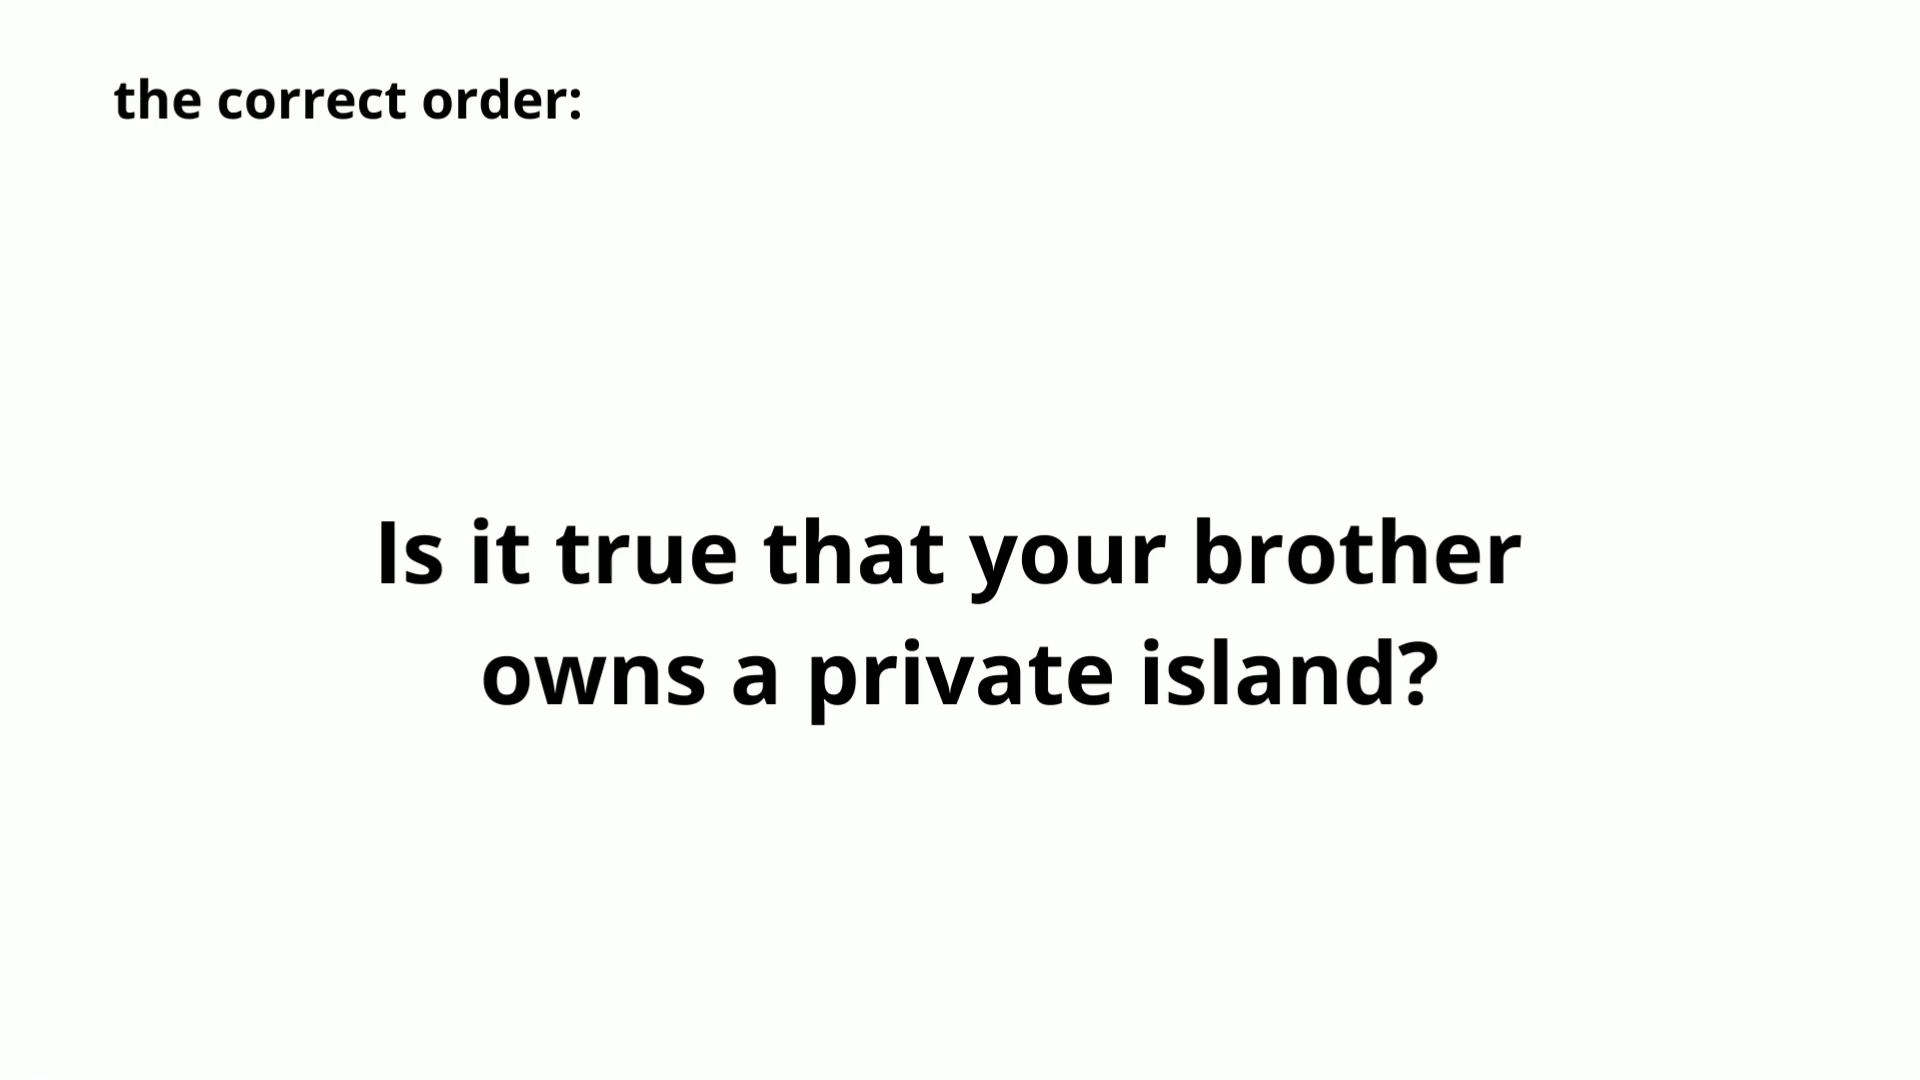 the correct order:
Is it true that your brother
owns a private island?